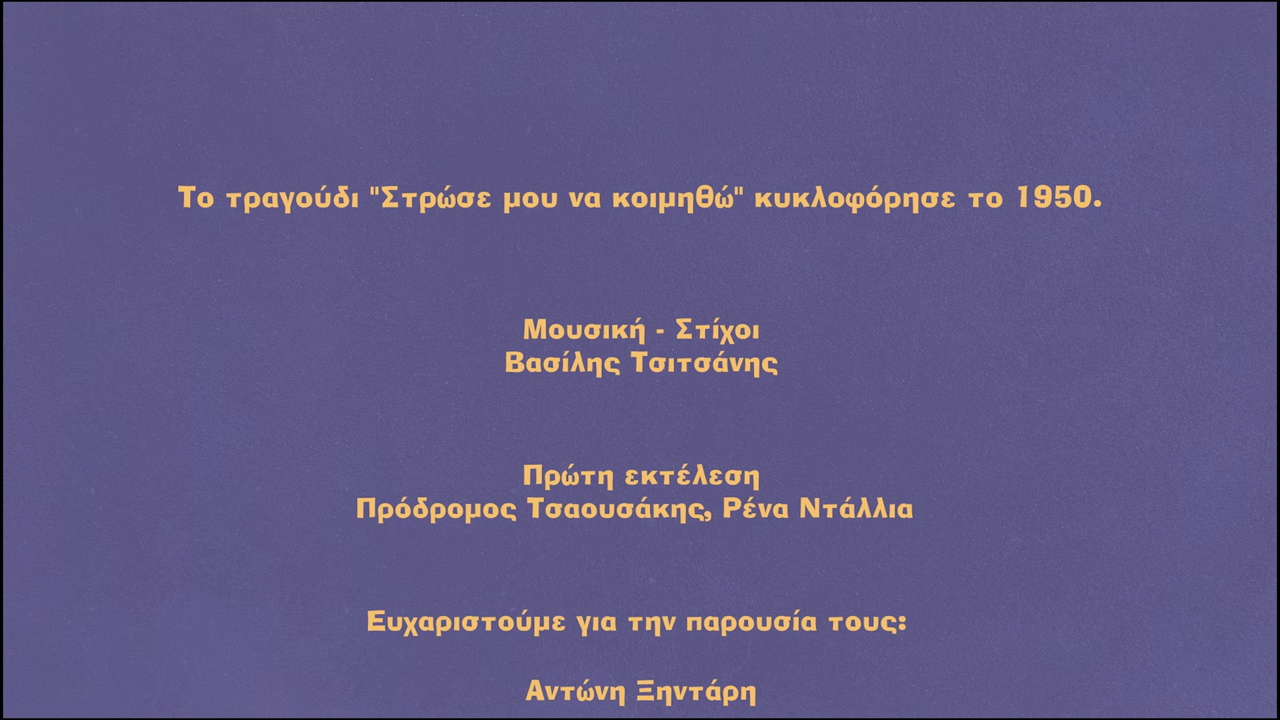 Το τραγούδι "Στρώσε μου να κοιμηθώ" κυκλοφόρησε το 1950.
Μουσική - Στίχοι
Βασίλης Τσιτσάνης
Πρώτη εκτέλεση
Πρόδρομος Τσαουσάκης, Ρένα Ντάλλια
Ευχαριστούμε για την παρουσία τους:
Αντώνη Ξηντάρη